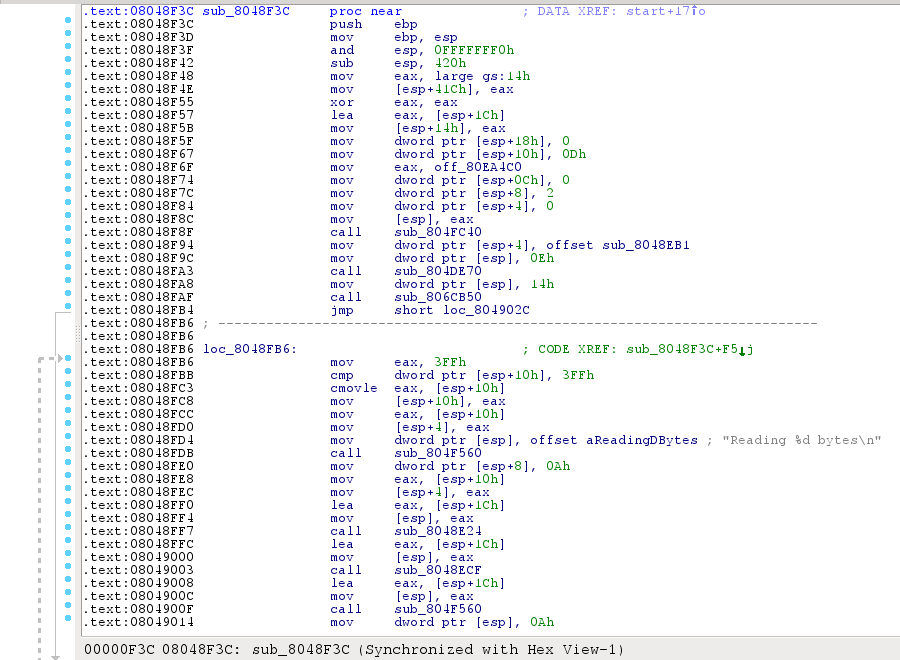 .text:08048F3C sub_8048F3C     proc near               ; DATA XREF: start+17↑o
.text:08048F3C                 push    ebp
.text:08048F3D                 mov     ebp, esp
.text:08048F3F                 and     esp, 0FFFFFFF0h
.text:08048F42                 sub     esp, 420h
.text:08048F48                 mov     eax, large gs:14h
.text:08048F4E                 mov     [esp+41Ch], eax
.text:08048F55                 xor     eax, eax
.text:08048F57                 lea     eax, [esp+1Ch]
.text:08048F5B                 mov     [esp+14h], eax
.text:08048F5F                 mov     dword ptr [esp+18h], 0
.text:08048F67                 mov     dword ptr [esp+10h], 0Dh
.text:08048F6F                 mov     eax, off_80EA4C0
.text:08048F74                 mov     dword ptr [esp+0Ch], 0
.text:08048F7C                 mov     dword ptr [esp+8], 2
.text:08048F84                 mov     dword ptr [esp+4], 0
.text:08048F8C                 mov     [esp], eax
.text:08048F8F                 call    sub_804FC40
.text:08048F94                 mov     dword ptr [esp+4], offset sub_8048EB1
.text:08048F9C                 mov     dword ptr [esp], 0Eh
.text:08048FA3                 call    sub_804DE70
.text:08048FA8                 mov     dword ptr [esp], 14h
.text:08048FAF                 call    sub_806CB50
.text:08048FB4                 jmp     short loc_804902C
.text:08048FB6 ; ---------------------------------------------------------------------------
.text:08048FB6
.text:08048FB6 loc_8048FB6:                            ; CODE XREF: sub_8048F3C+F5↓j
.text:08048FB6                 mov     eax, 3FFh
.text:08048FBB                 cmp     dword ptr [esp+10h], 3FFh
.text:08048FC3                 cmovle  eax, [esp+10h]
.text:08048FC8                 mov     [esp+10h], eax
.text:08048FCC                 mov     eax, [esp+10h]
.text:08048FD0                 mov     [esp+4], eax
.text:08048FD4                 mov     dword ptr [esp], offset aReadingDBytes ; "Reading %d bytes\n"
.text:08048FDB                 call    sub_804F560
.text:08048FE0                 mov     dword ptr [esp+8], 0Ah
.text:08048FE8                 mov     eax, [esp+10h]
.text:08048FEC                 mov     [esp+4], eax
.text:08048FF0                 lea     eax, [esp+1Ch]
.text:08048FF4                 mov     [esp], eax
.text:08048FF7                 call    sub_8048E24
.text:08048FFC                 lea     eax, [esp+1Ch]
.text:08049000                 mov     [esp], eax
.text:08049003                 call    sub_8048ECF
.text:08049008                 lea     eax, [esp+1Ch]
.text:0804900C                 mov     [esp], eax
.text:0804900F                 call    sub_804F560
.text:08049014                 mov     dword ptr [esp], 0Ah
00000F3C 08048F3C: sub_8048F3C (Synchronized with Hex View-1)